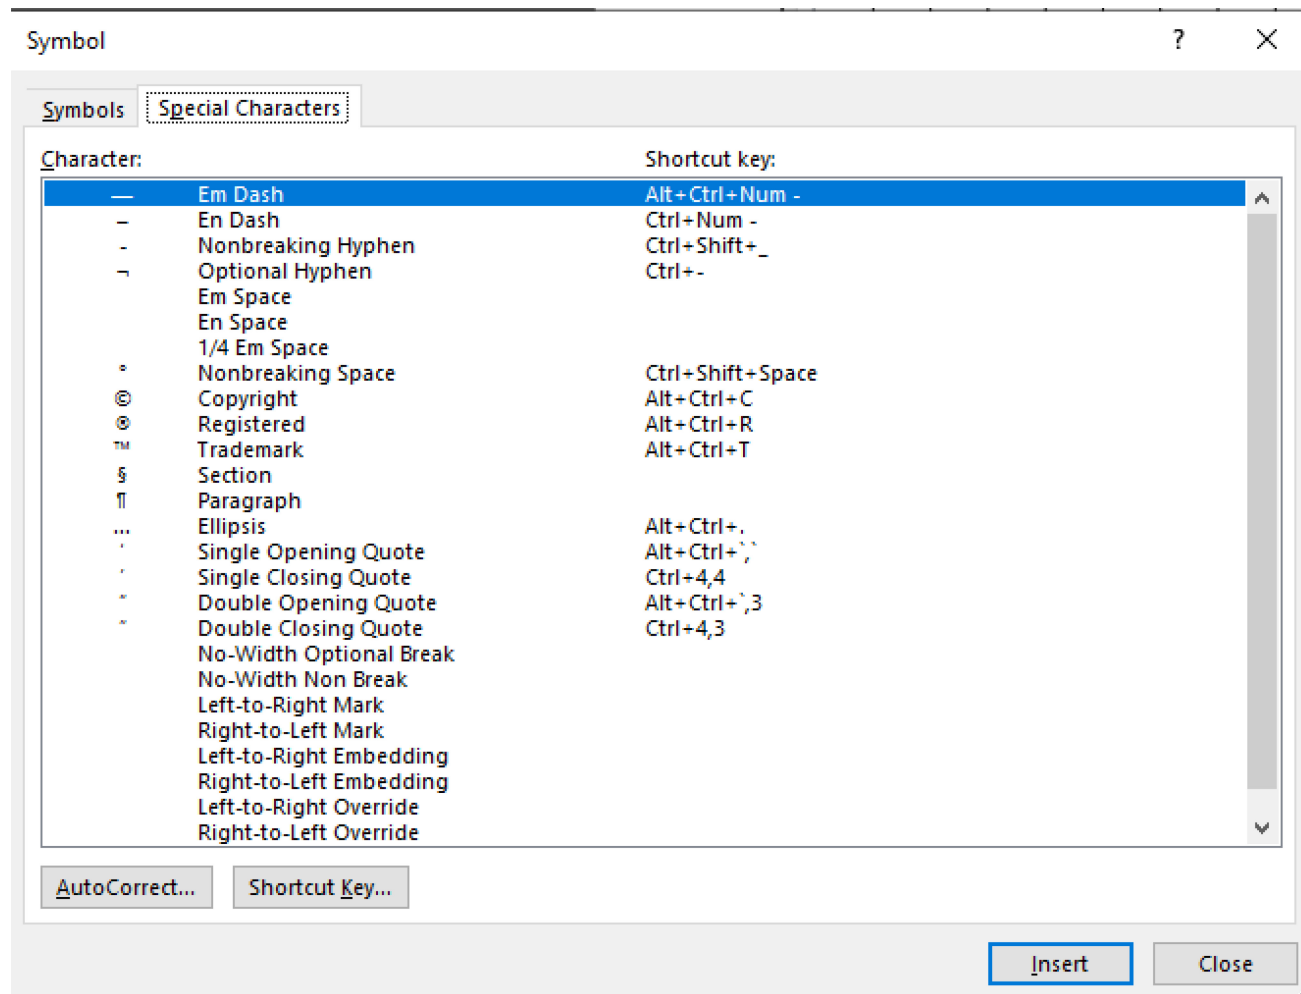 Symbol ? ×
Symbols Special Characters
Character: Shortcut key:
— Em Dash Alt+Ctrl+Num -
– En Dash Ctrl+Num -
- Nonbreaking Hyphen Ctrl+Shift+_
¬ Optional Hyphen Ctrl+-
Em Space
En Space
1/4 Em Space
° Nonbreaking Space Ctrl+Shift+Space
© Copyright Alt+Ctrl+C
® Registered Alt+Ctrl+R
™ Trademark Alt+Ctrl+T
§ Section
¶ Paragraph
… Ellipsis Alt+Ctrl+.
‘ Single Opening Quote Alt+Ctrl+`,`
’ Single Closing Quote Ctrl+4,4
“ Double Opening Quote Alt+Ctrl+`,3
” Double Closing Quote Ctrl+4,3
No-Width Optional Break
No-Width Non Break
Left-to-Right Mark
Right-to-Left Mark
Left-to-Right Embedding
Right-to-Left Embedding
Left-to-Right Override
Right-to-Left Override
AutoCorrect... Shortcut Key...
Insert Close